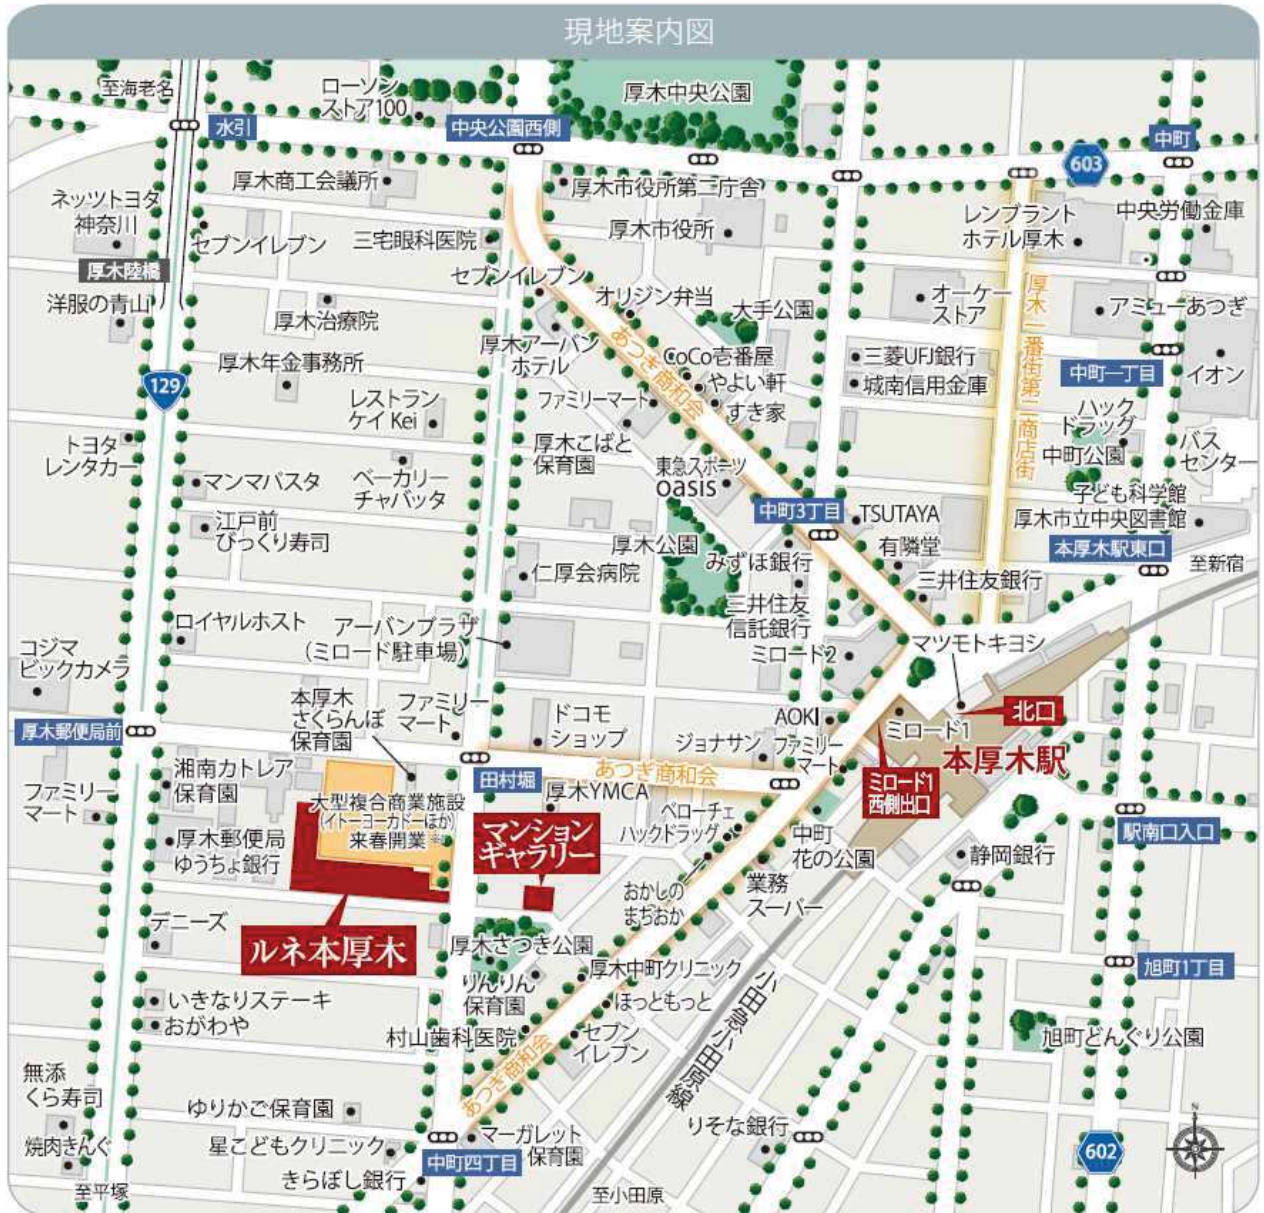 現地案内図
至海老名
ローソン
ストア100
厚木中央公園
水引
中央公園西側
中町
603
厚木商工会議所
厚木市役所第二庁舎
ネッツトヨタ
神奈川
セブンイレブン
三宅眼科医院
厚木市役所
レンブラント
ホテル厚木
中央労働金庫
厚木陸橋
セブンイレブン
洋服の青山
厚木治療院
オリジン弁当
大手公園
オーケー
ストア
厚木一番街第二商店街
アミューあつぎ
厚木アーバン
ホテル
あつぎ商和会
CoCo壱番屋
やよい軒
すき家
三菱UFJ銀行
城南信用金庫
中町一丁目
イオン
厚木年金事務所
129
レストラン
ケイ Kei
ファミリーマート
ハック
ドラッグ
中町公園
バス
センター
トヨタ
レンタカー
マンマパスタ
ベーカリー
チャバッタ
厚木こばと
保育園
東急スポーツ
oasis
子ども科学館
厚木市立中央図書館
江戸前
びっくり寿司
中町3丁目
TSUTAYA
有隣堂
本厚木駅東口
至新宿
厚木公園
みずほ銀行
仁厚会病院
三井住友銀行
三井住友
信託銀行
ロイヤルホスト
アーバンプラザ
(ミロード駐車場)
ミロード2
マツモトキヨシ
コジマ
ビックカメラ
本厚木
さくらんぼ
保育園
ファミリー
マート
ドコモ
ショップ
AOKI
ミロード1
北口
厚木郵便局前
ジョナサン
ファミリー
マート
本厚木駅
湘南カトレア
保育園
田村堀
あつぎ商和会
ミロード1
西側出口
ファミリー
マート
大型複合商業施設
(イトーヨーカドーほか)
来春開業※
厚木YMCA
マンション
ギャラリー
ベローチェ
ハックドラッグ
中町
花の公園
駅南口入口
厚木郵便局
ゆうちょ銀行
静岡銀行
おかしの
まちおか
業務
スーパー
デニーズ
ルネ本厚木
厚木さつき公園
厚木中町クリニック
旭町1丁目
りんりん
保育園
ほっともっと
いきなりステーキ
おがわや
村山歯科医院
セブン
イレブン
小田急小田原線
旭町どんぐり公園
あつぎ商和会
無添
くら寿司
ゆりかご保育園
りそな銀行
N
焼肉きんぐ
星こどもクリニック
マーガレット
保育園
中町四丁目
602
きらぼし銀行
至平塚
至小田原